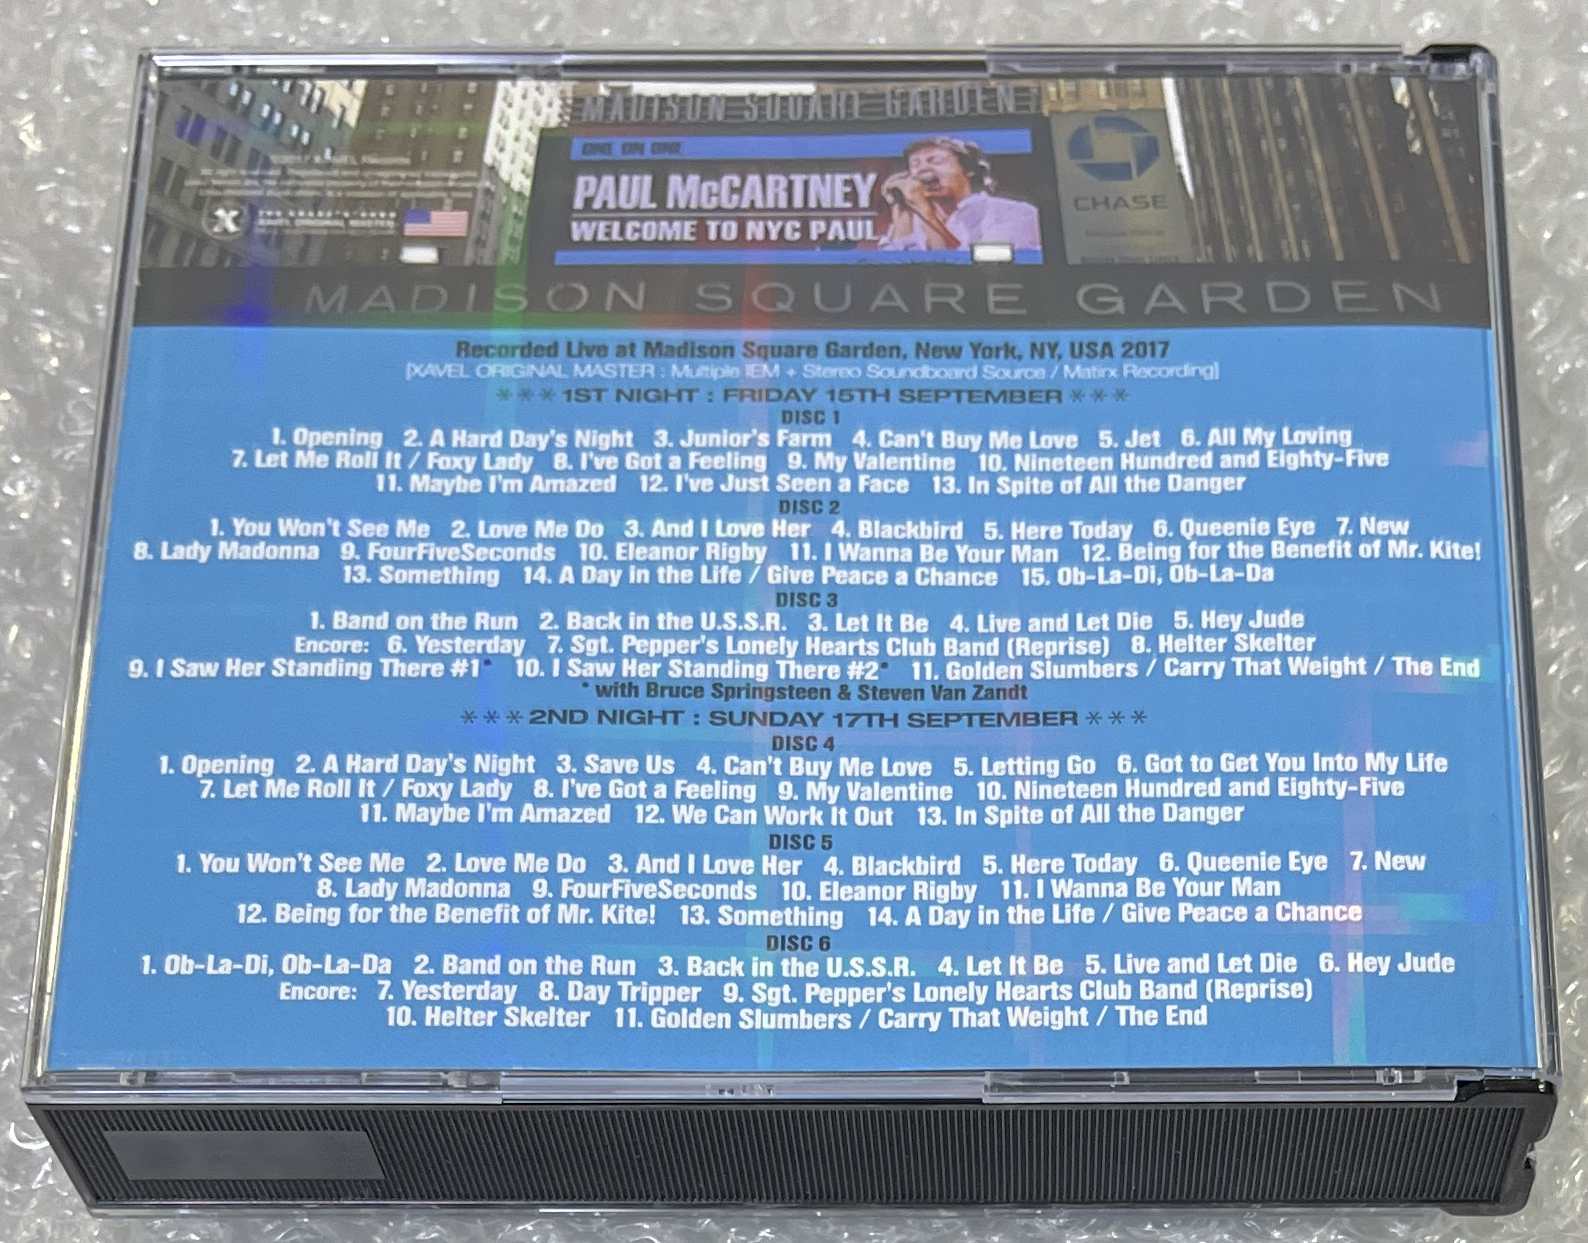 MADISON SQUARE GARDEN
ONE ON ONE
PAUL McCARTNEY
WELCOME TO NYC PAUL
CHASE
X
MADISON SQUARE GARDEN
Recorded Live at Madison Square Garden, New York, NY, USA 2017
[XAVEL ORIGINAL MASTER : Multiple IEM + Stereo Soundboard Source / Matirx Recording]
***1ST NIGHT : FRIDAY 15TH SEPTEMBER***
DISC 1
1. Opening 2. A Hard Day's Night 3. Junior's Farm 4. Can't Buy Me Love 5. Jet 6. All My Loving
7. Let Me Roll It / Foxy Lady 8. I've Got a Feeling 9. My Valentine 10. Nineteen Hundred and Eighty-Five
11. Maybe I'm Amazed 12. I've Just Seen a Face 13. In Spite of All the Danger
DISC 2
1. You Won't See Me 2. Love Me Do 3. And I Love Her 4. Blackbird 5. Here Today 6. Queenie Eye 7. New
8. Lady Madonna 9. FourFiveSeconds 10. Eleanor Rigby 11. I Wanna Be Your Man 12. Being for the Benefit of Mr. Kite!
13. Something 14. A Day in the Life / Give Peace a Chance 15. Ob-La-Di, Ob-La-Da
DISC 3
1. Band on the Run 2. Back in the U.S.S.R. 3. Let It Be 4. Live and Let Die 5. Hey Jude
Encore: 6. Yesterday 7. Sgt. Pepper's Lonely Hearts Club Band (Reprise) 8. Helter Skelter
9. I Saw Her Standing There #1* 10. I Saw Her Standing There #2* 11. Golden Slumbers / Carry That Weight / The End
* with Bruce Springsteen & Steven Van Zandt
***2ND NIGHT : SUNDAY 17TH SEPTEMBER***
DISC 4
1. Opening 2. A Hard Day's Night 3. Save Us 4. Can't Buy Me Love 5. Letting Go 6. Got to Get You Into My Life
7. Let Me Roll It / Foxy Lady 8. I've Got a Feeling 9. My Valentine 10. Nineteen Hundred and Eighty-Five
11. Maybe I'm Amazed 12. We Can Work It Out 13. In Spite of All the Danger
DISC 5
1. You Won't See Me 2. Love Me Do 3. And I Love Her 4. Blackbird 5. Here Today 6. Queenie Eye 7. New
8. Lady Madonna 9. FourFiveSeconds 10. Eleanor Rigby 11. I Wanna Be Your Man
12. Being for the Benefit of Mr. Kite! 13. Something 14. A Day in the Life / Give Peace a Chance
DISC 6
1. Ob-La-Di, Ob-La-Da 2. Band on the Run 3. Back in the U.S.S.R. 4. Let It Be 5. Live and Let Die 6. Hey Jude
Encore: 7. Yesterday 8. Day Tripper 9. Sgt. Pepper's Lonely Hearts Club Band (Reprise)
10. Helter Skelter 11. Golden Slumbers / Carry That Weight / The End